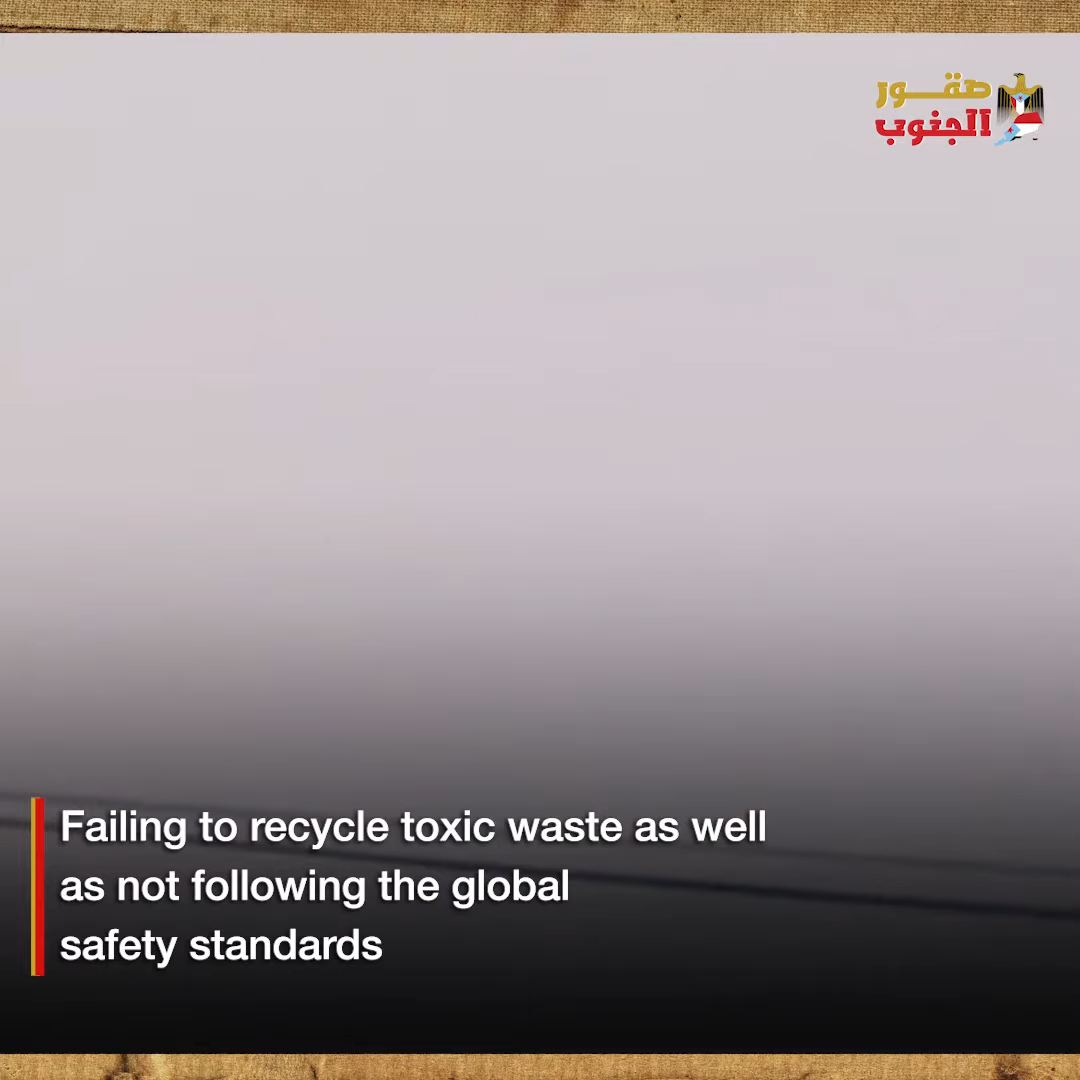 صقور
الجنوب
Failing to recycle toxic waste as well
as not following the global
safety standards